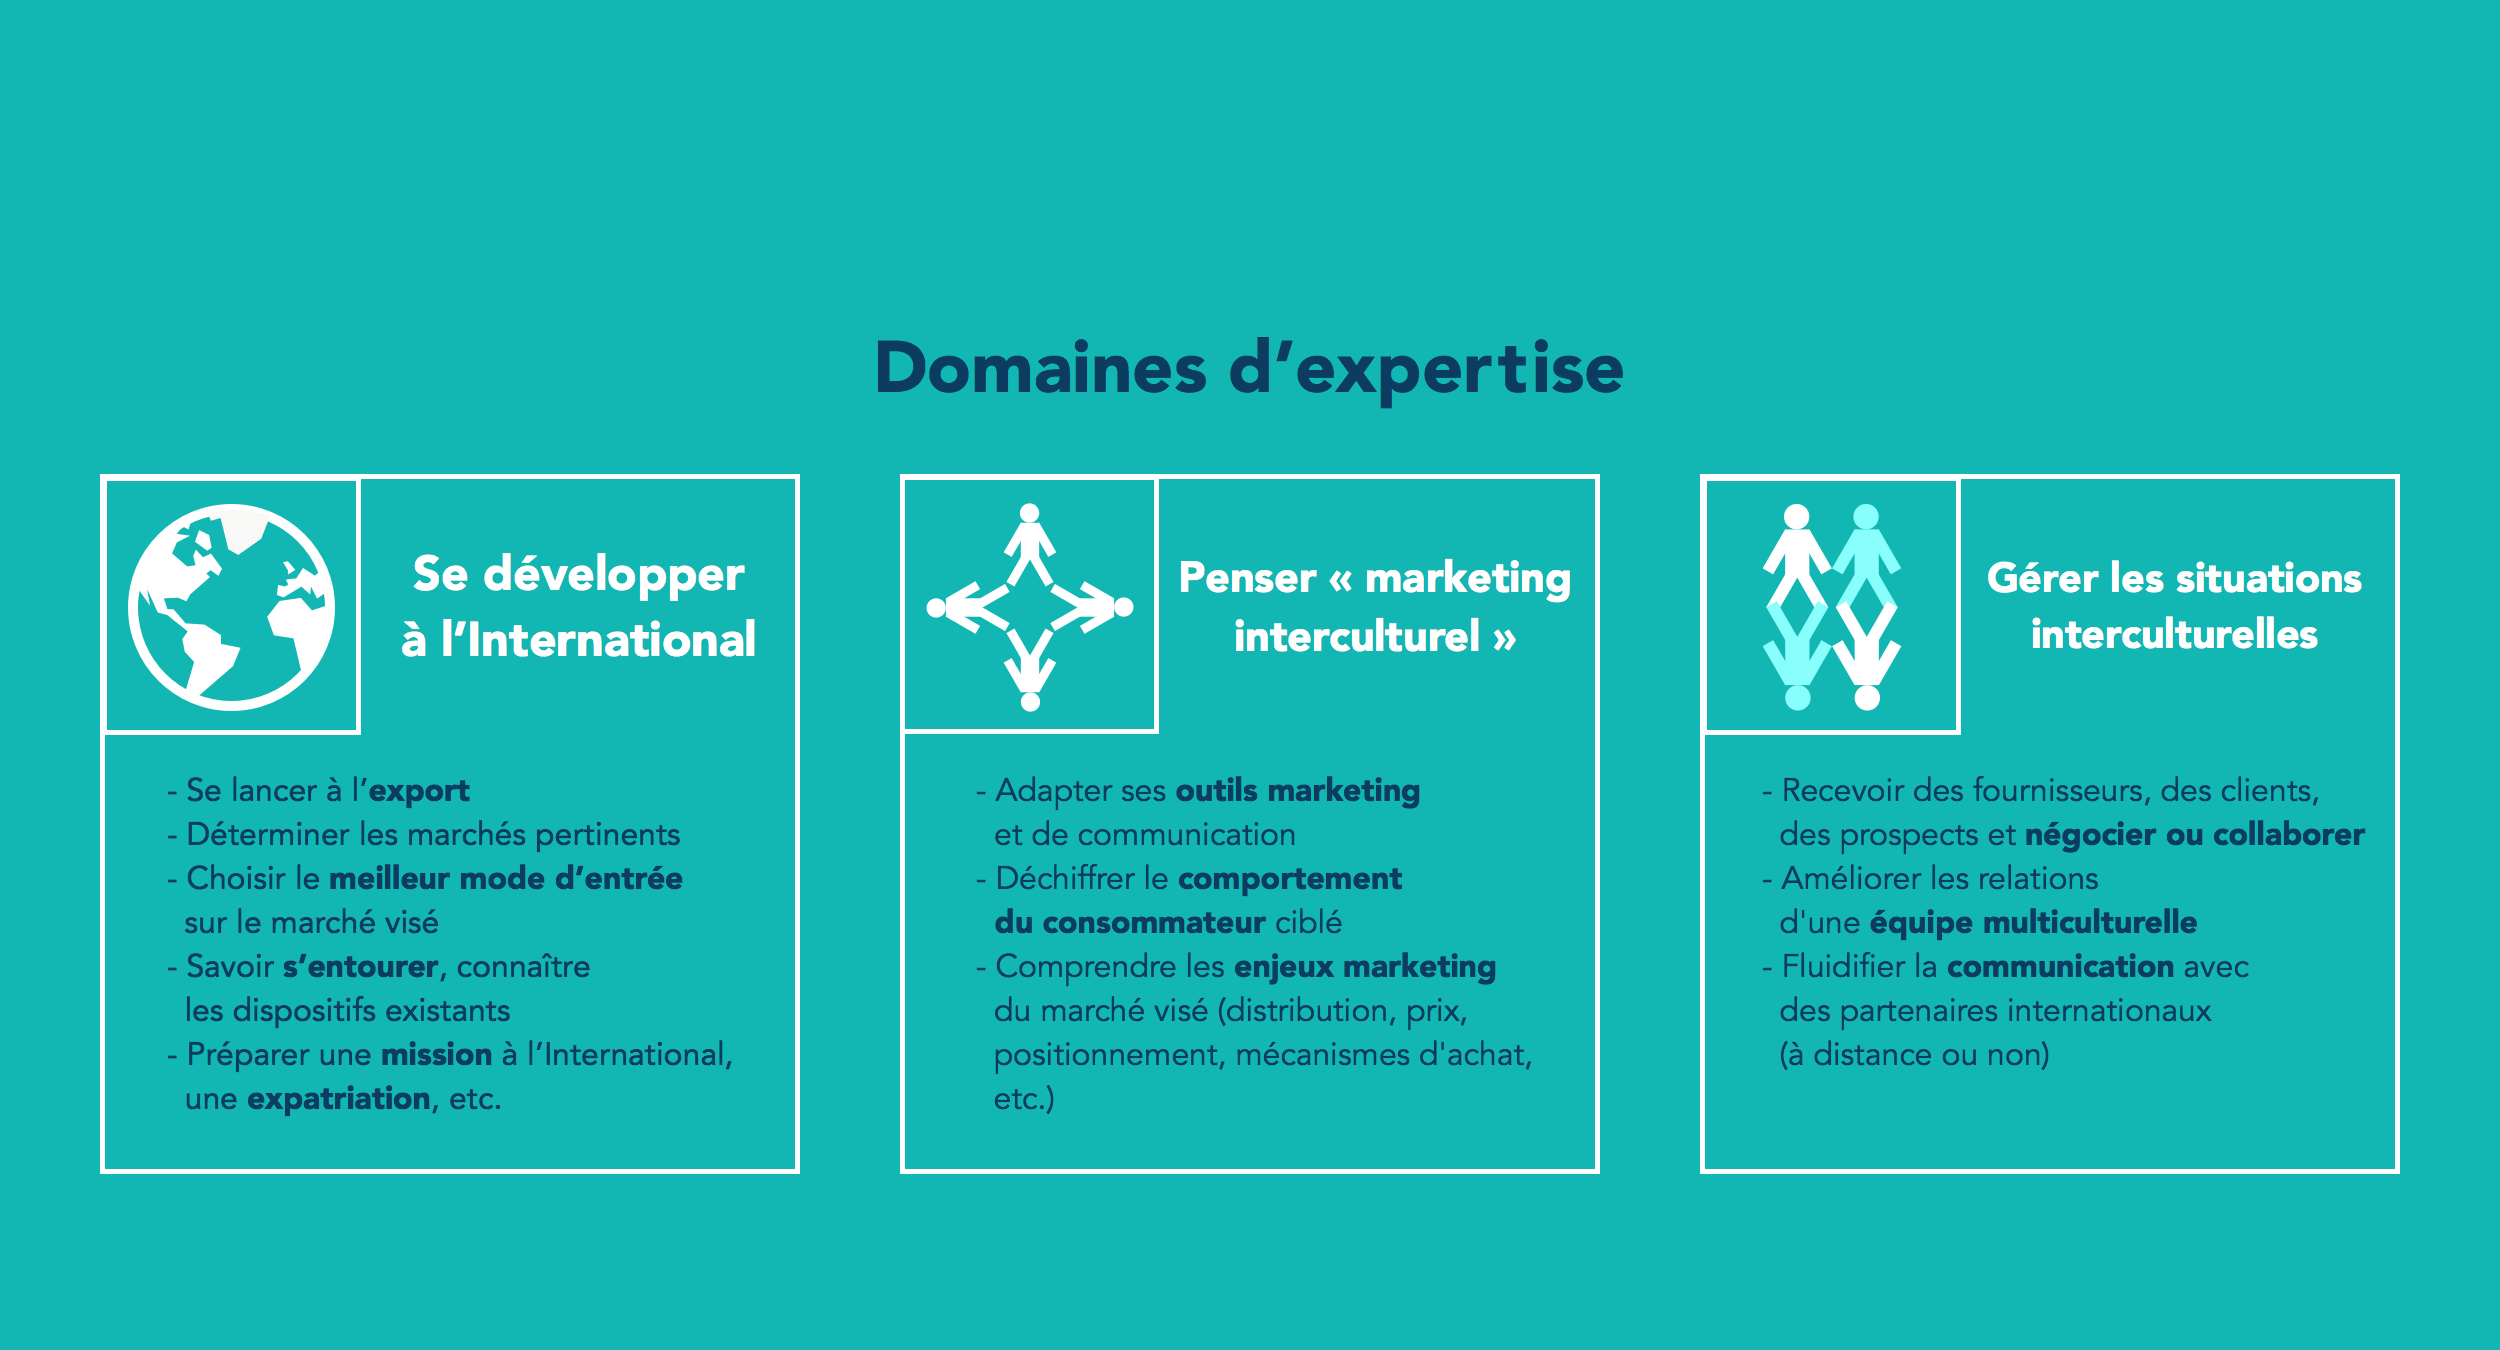 Domaines d’expertise
Se développer
à l’International
- Se lancer à l’export
- Déterminer les marchés pertinents
- Choisir le meilleur mode d’entrée
sur le marché visé
- Savoir s’entourer, connaître
les dispositifs existants
- Préparer une mission à l’International,
une expatriation, etc.
Penser « marketing
interculturel »
- Adapter ses outils marketing
et de communication
- Déchiffrer le comportement
du consommateur ciblé
- Comprendre les enjeux marketing
du marché visé (distribution, prix,
positionnement, mécanismes d'achat,
etc.)
Gérer les situations
interculturelles
- Recevoir des fournisseurs, des clients,
des prospects et négocier ou collaborer
- Améliorer les relations
d'une équipe multiculturelle
- Fluidifier la communication avec
des partenaires internationaux
(à distance ou non)